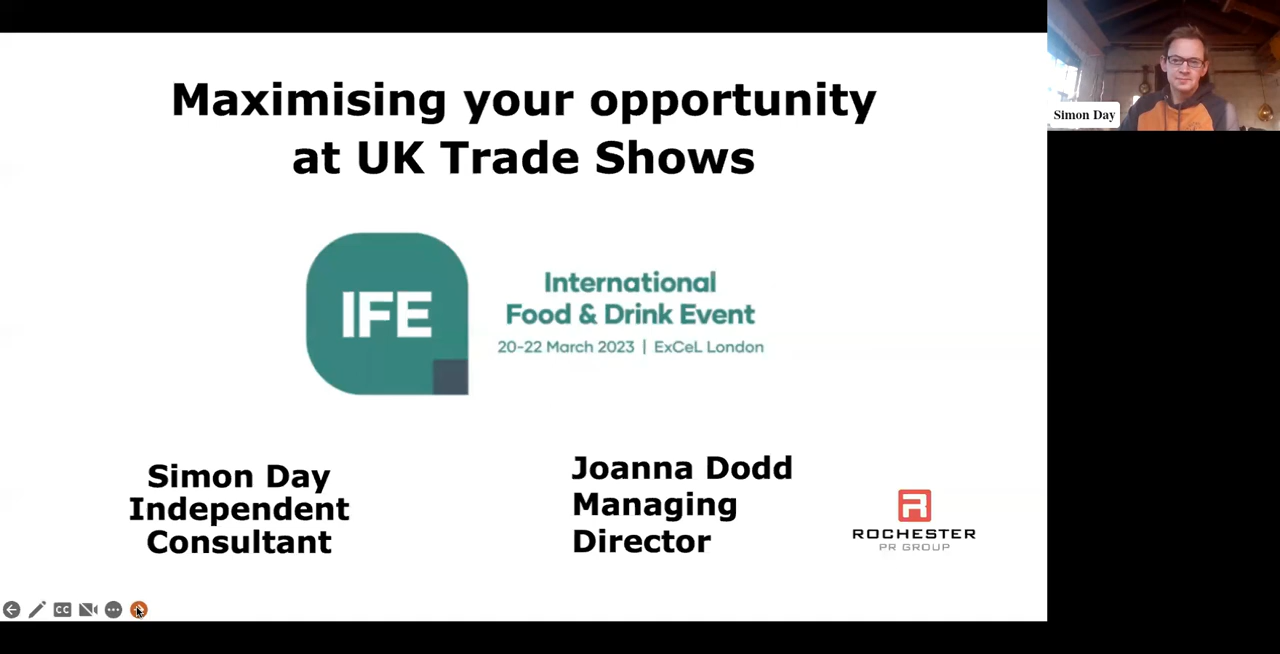 Maximising your opportunity
at UK Trade Shows
IFE
International
Food & Drink Event
20-22 March 2023 | ExCeL London
Simon Day
Independent
Consultant
Joanna Dodd
Managing
Director
R
ROCHESTER
PR GROUP
Simon Day
CC